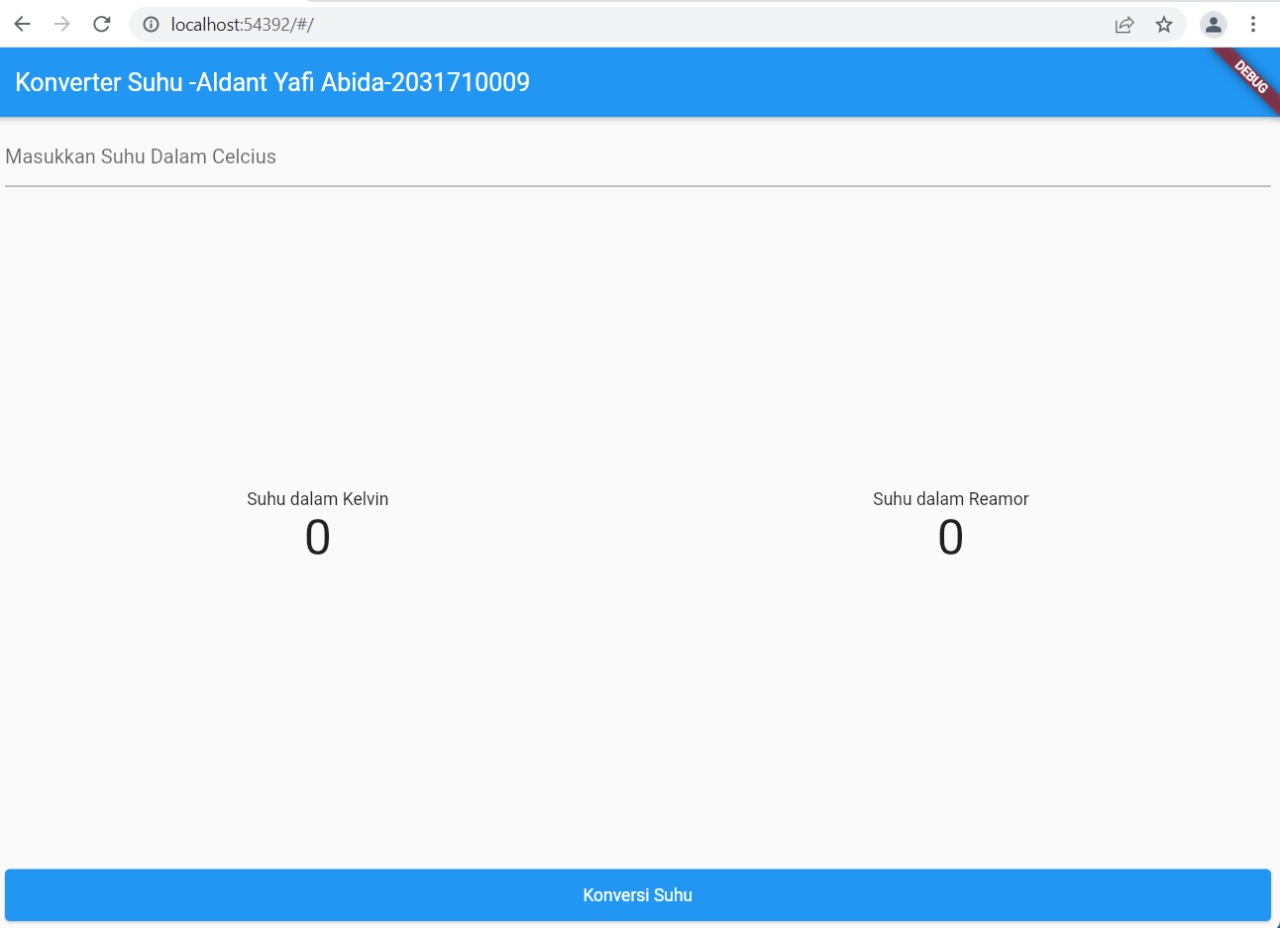 localhost:54392/#/
Konverter Suhu -Aldant Yafi Abida-2031710009
DEBUG
Masukkan Suhu Dalam Celcius
Suhu dalam Kelvin
0
Suhu dalam Reamor
0
Konversi Suhu